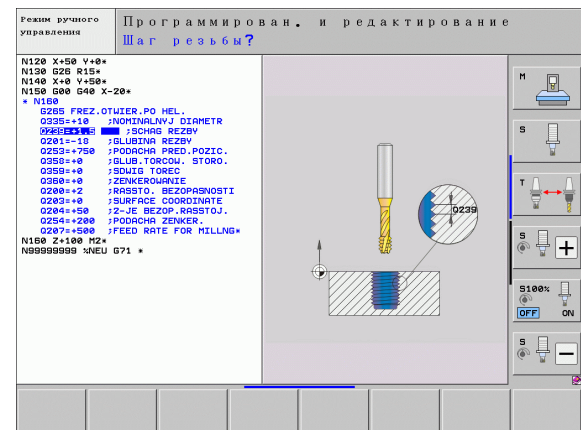 Режим ручного
управления
Программирован. и редактирование
Шаг резьбы?
N120 X+50 Y+0*
N130 G26 R15*
N140 X+0 Y+50*
N150 G00 G40 X-20*
* N160
G265 FREZ.OTWIER.PO HEL.
Q335=+10 ;NOMINALNYJ DIAMETR
Q239=+1.5 ;SCHAG REZBY
Q201=-18 ;GLUBINA REZBY
Q253=+750 ;PODACHA PRED.POZIC.
Q358=+0 ;GLUB.TORCOW. STORO.
Q359=+0 ;SDWIG TOREC
Q360=+0 ;ZENKEROWANIE
Q200=+2 ;RASSTO. BEZOPASNOSTI
Q203=+0 ;SURFACE COORDINATE
Q204=+50 ;2-JE BEZOP.RASSTOJ.
Q254=+200 ;PODACHA ZENKER.
Q207=+500 ;FEED RATE FOR MILLNG*
N160 Z+100 M2*
N99999999 %NEU G71 *
Q239
M
S
T
S
S100%
OFF ON
S